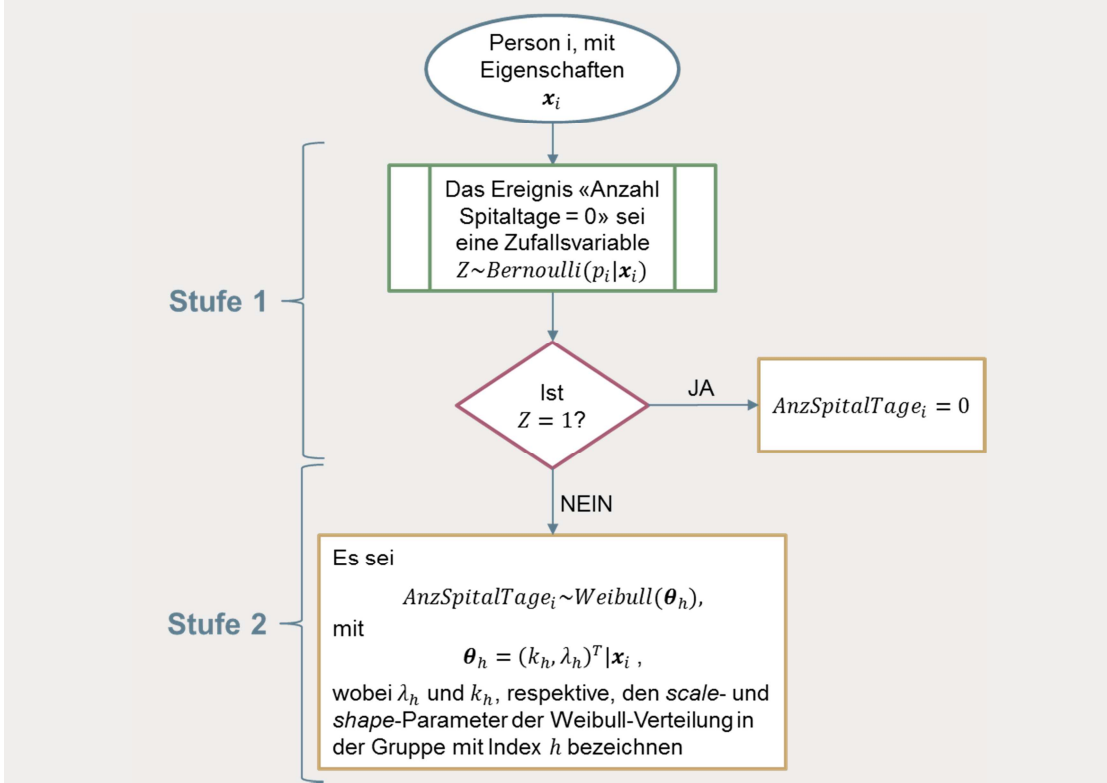 Person i, mit
Eigenschaften
𝒙ᵢ
Stufe 1
Das Ereignis «Anzahl
Spitaltage = 0» sei
eine Zufallsvariable
Z~Bernoulli(pᵢ|𝒙ᵢ)
Ist
Z = 1?
JA
AnzSpitalTageᵢ = 0
NEIN
Stufe 2
Es sei
AnzSpitalTageᵢ~Weibull(𝜽ₕ),
mit
𝜽ₕ = (kₕ, λₕ)ᵀ|𝒙ᵢ ,
wobei λₕ und kₕ, respektive, den scale- und
shape-Parameter der Weibull-Verteilung in
der Gruppe mit Index h bezeichnen